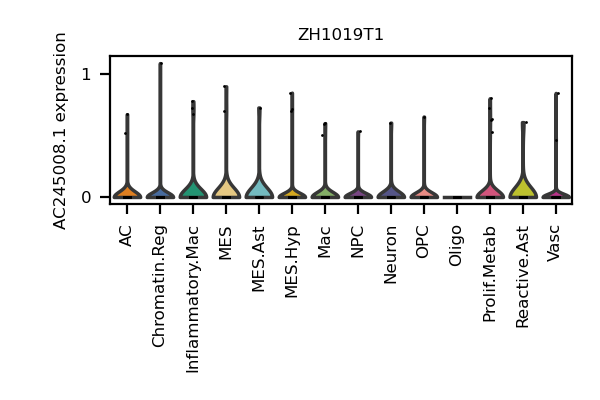 ZH1019T1
AC245008.1 expression
1
0
AC
Chromatin.Reg
Inflammatory.Mac
MES
MES.Ast
MES.Hyp
Mac
NPC
Neuron
OPC
Oligo
Prolif.Metab
Reactive.Ast
Vasc